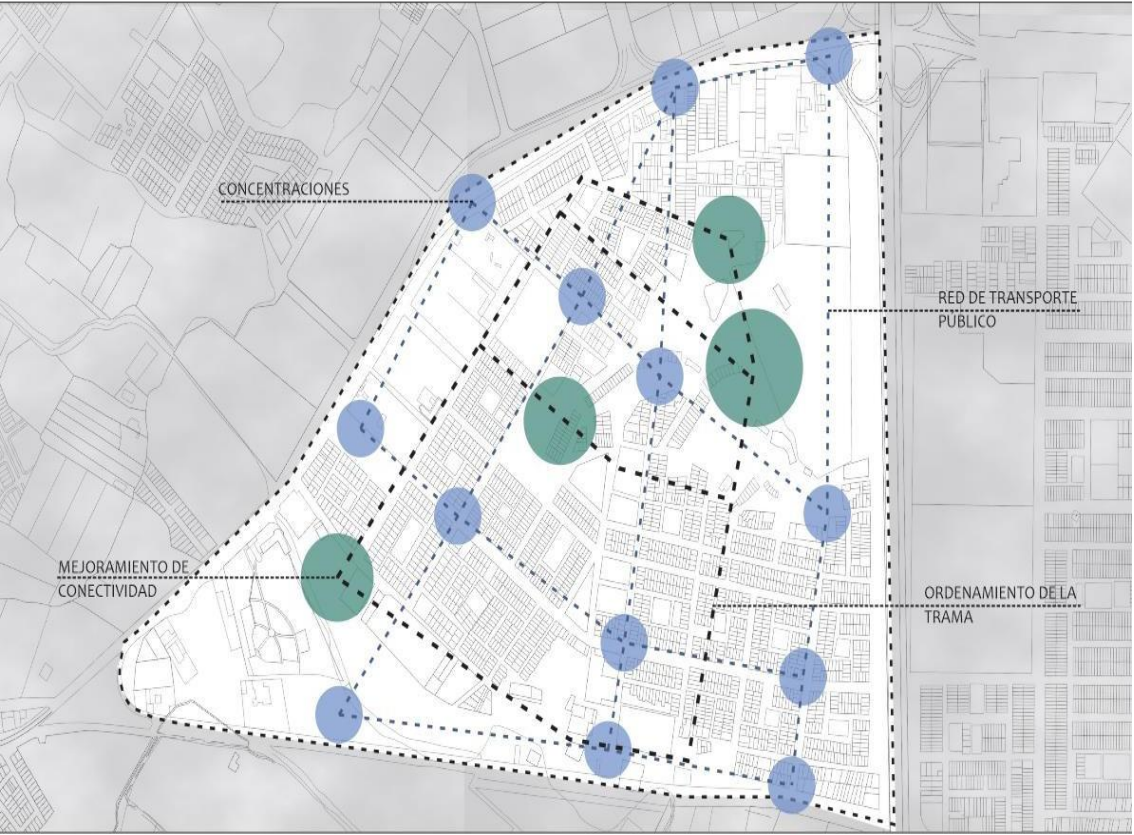 CONCENTRACIONES
RED DE TRANSPORTE
PUBLICO
MEJORAMIENTO DE
CONECTIVIDAD
ORDENAMIENTO DE LA
TRAMA